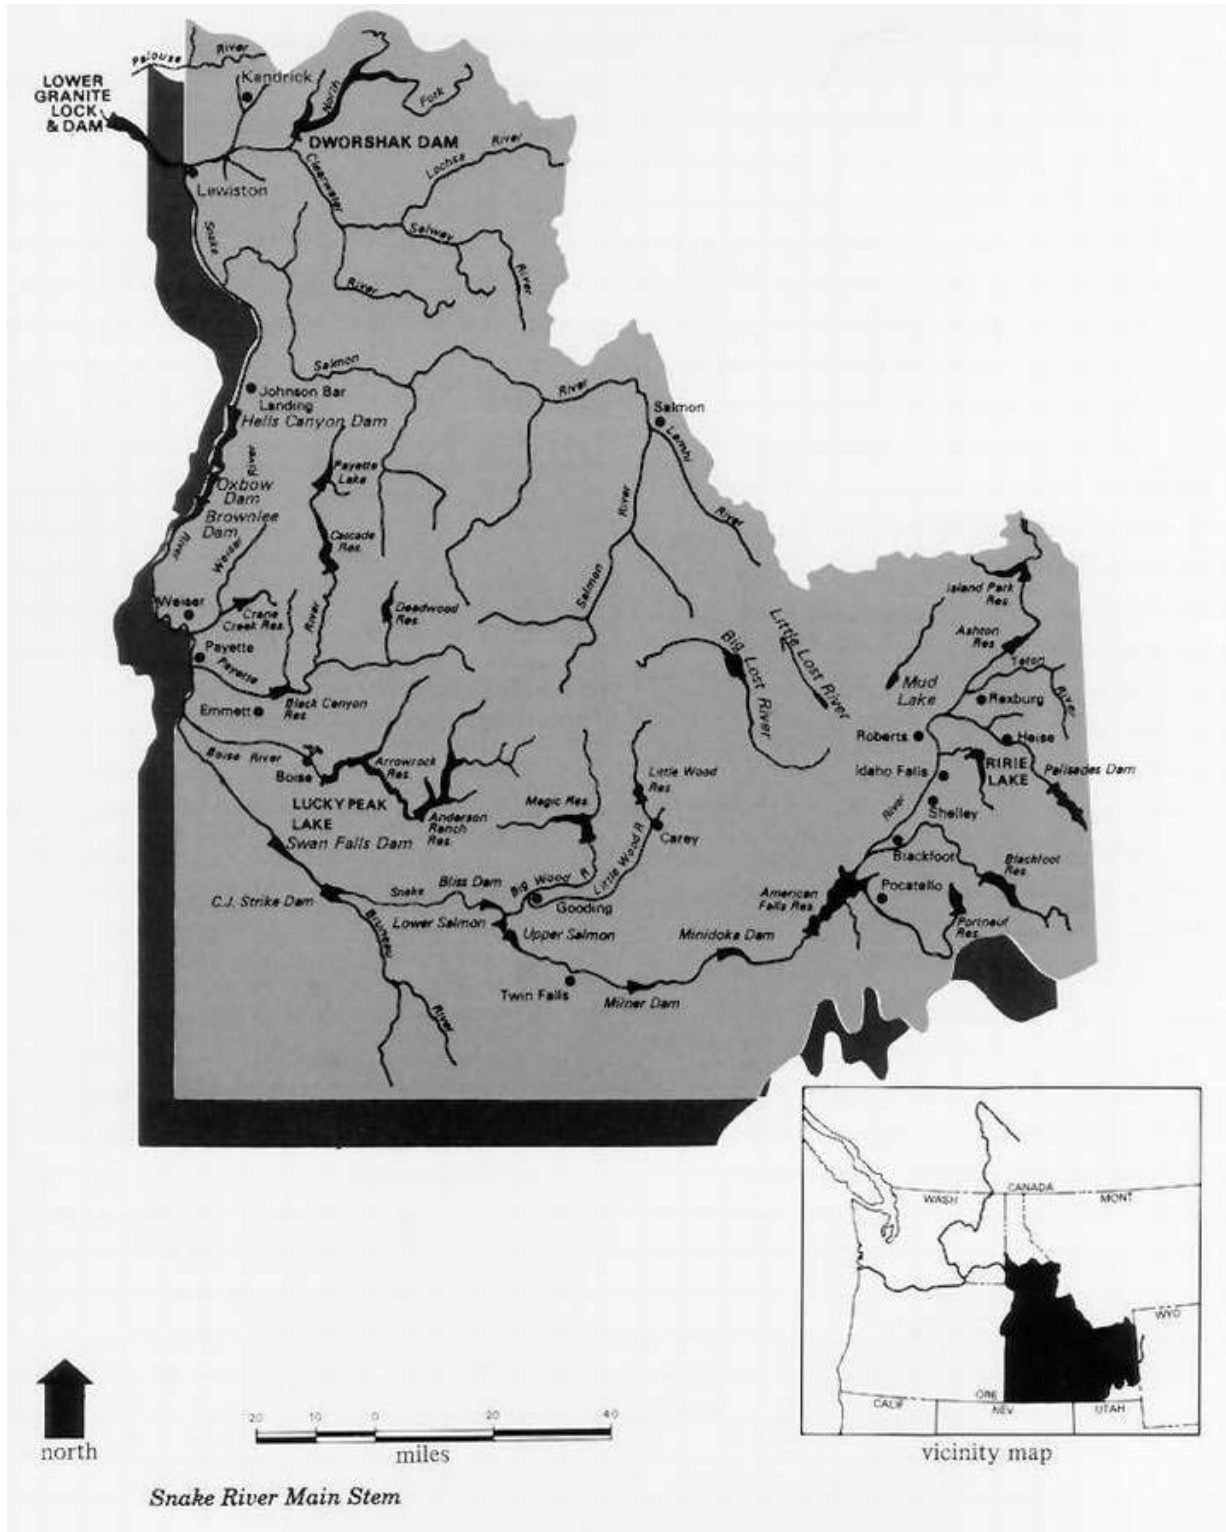 Palouse River
Kendrick
LOWER
GRANITE
LOCK
& DAM
North
Fork
DWORSHAK DAM
Lochsa River
Clearwater
Lewiston
Snake
Selway
River
River
Salmon
River
Johnson Bar
Landing
Hells Canyon Dam
Salmon
Lemhi
River
River
Payette
Lake
Oxbow
Dam
Brownlee
Dam
River
Weiser
Cascade
Res.
River
Salmon
Island Park
Res.
Weiser
Crane
Creek Res.
River
Deadwood
Res.
Little Lost River
Big Lost River
Ashton
Res
Teton
River
Payette
Payette
Mud
Lake
Rexburg
Emmett
Black Canyon
Res.
Roberts
Heise
Boise River
Boise
Arrowrock
Res.
Little Wood
Res
Idaho Falls
RIRIE
LAKE
Palisades Dam
LUCKY PEAK
LAKE
Anderson
Ranch
Res.
Magic Res.
River
Shelley
Swan Falls Dam
Carey
Blackfoot
Blackfoot
Res
Snake
Bliss Dam
Big Wood R
Little Wood R
American
Falls Res.
Pocatello
C.J. Strike Dam
Gooding
Lower Salmon
Upper Salmon
Minidoka Dam
Portneuf
Res.
Bruneau
River
Twin Falls
Milner Dam
CANADA
WASH
MONT
WYO
ORE
CALIF
NEV
UTAH
north
20 10 0 20 40
miles
vicinity map
Snake River Main Stem